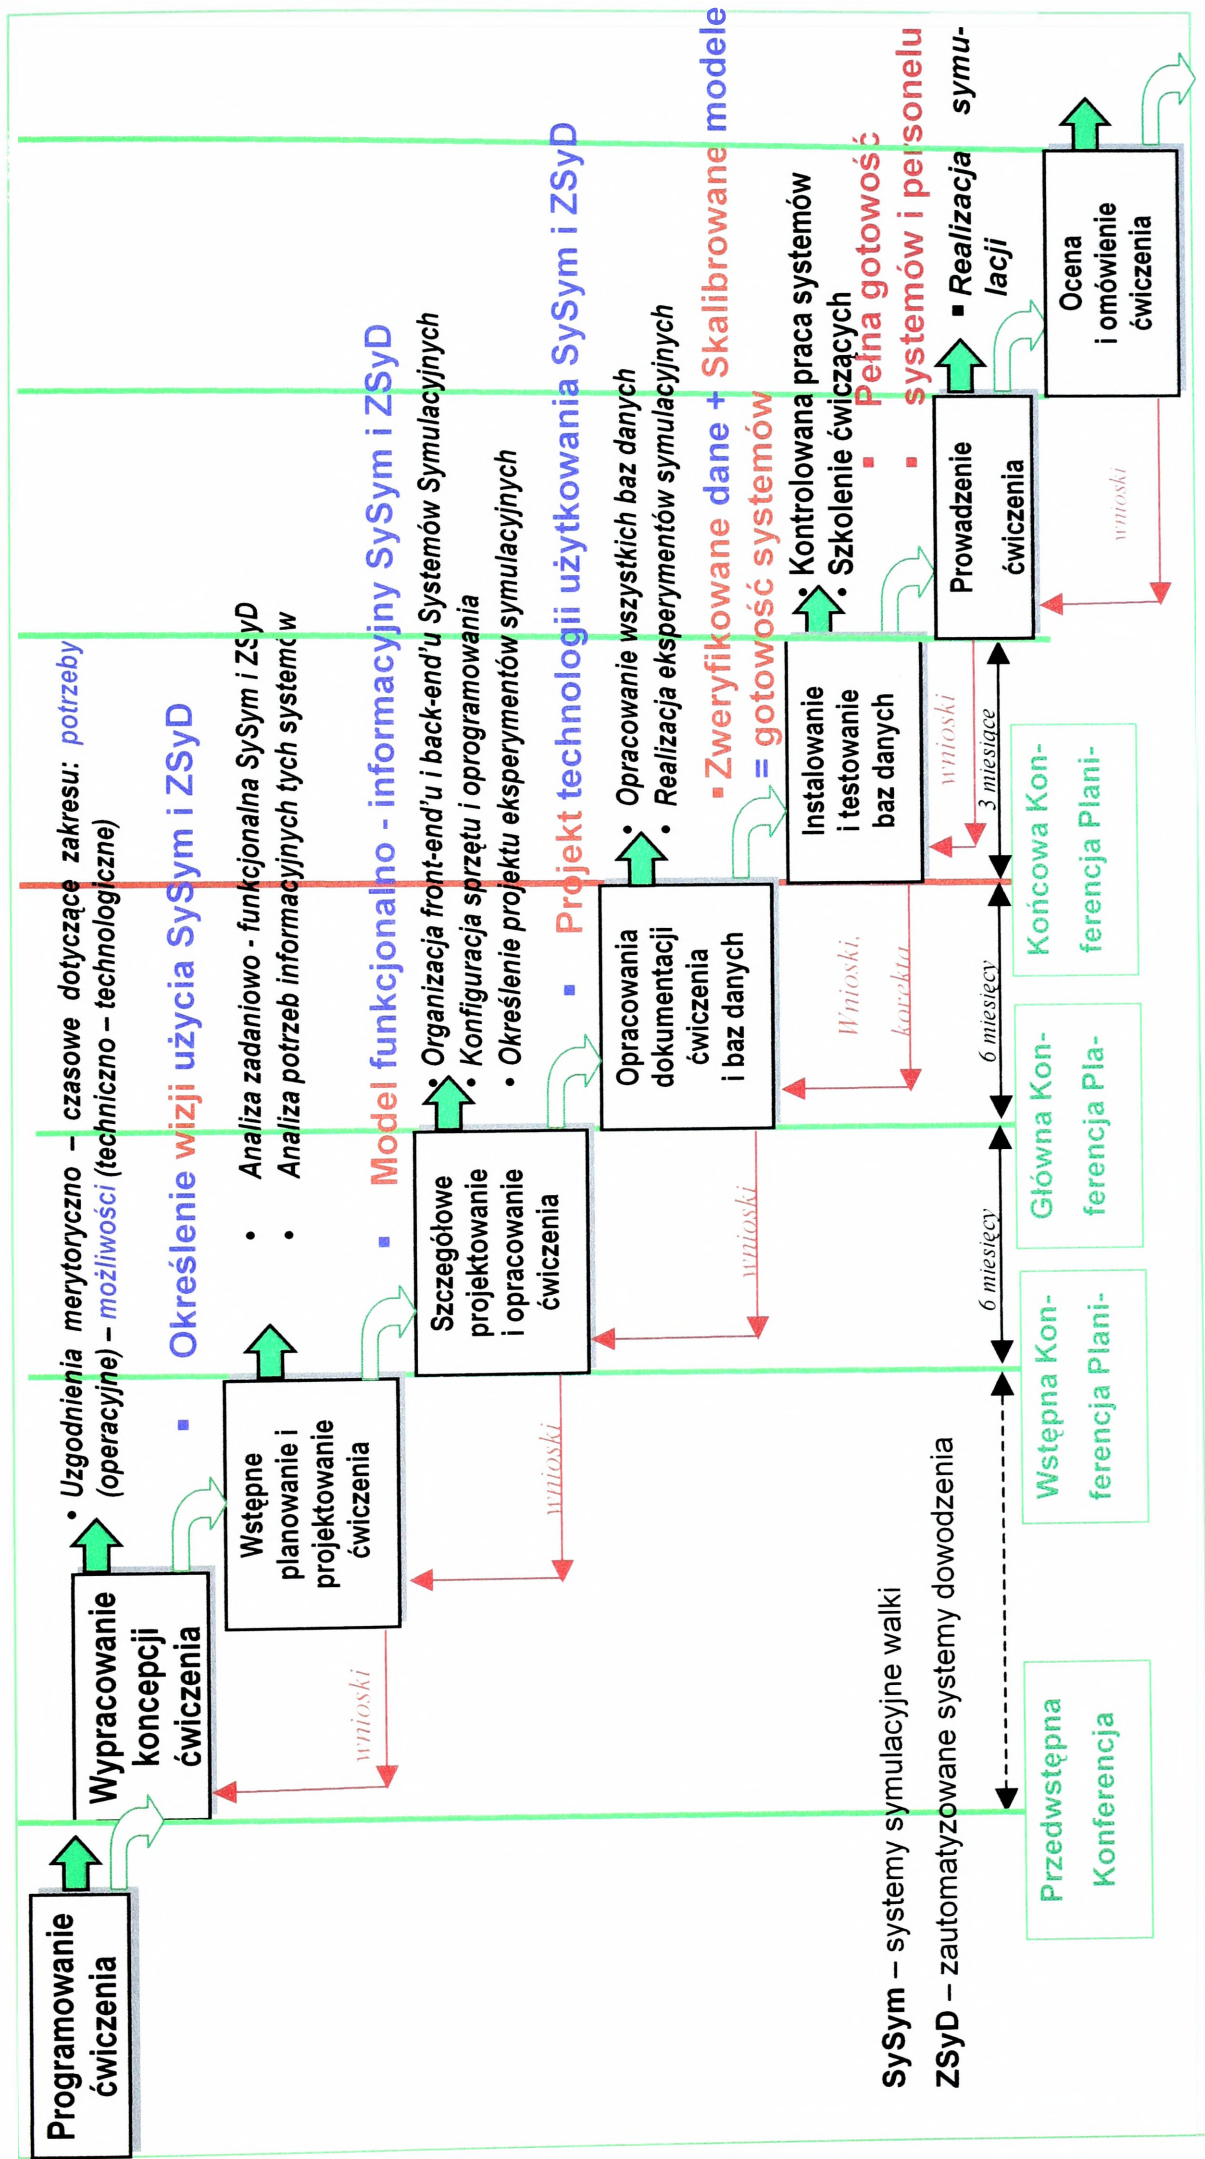 Programowanie
ćwiczenia
Wypracowanie
koncepcji
ćwiczenia
• Uzgodnienia merytoryczno – czasowe dotyczące zakresu: potrzeby
(operacyjne) – możliwości (techniczno – technologiczne)
▪ Określenie wizji użycia SySym i ZSyD
wnioski
Wstępne
planowanie i
projektowanie
ćwiczenia
• Analiza zadaniowo - funkcjonalna SySym i ZSyD
• Analiza potrzeb informacyjnych tych systemów
▪ Model funkcjonalno - informacyjny SySym i ZSyD
wnioski
Szczegółowe
projektowanie
i opracowanie
ćwiczenia
• Organizacja front-end'u i back-end'u Systemów Symulacyjnych
• Konfiguracja sprzętu i oprogramowania
• Określenie projektu eksperymentów symulacyjnych
▪ Projekt technologii użytkowania SySym i ZSyD
wnioski
Opracowania
dokumentacji
ćwiczenia
i baz danych
• Opracowanie wszystkich baz danych
• Realizacja eksperymentów symulacyjnych
▪ Zweryfikowane dane + Skalibrowane modele
= gotowość systemów
Wnioski,
korekta
Instalowanie
i testowanie
baz danych
• Kontrolowana praca systemów
• Szkolenie ćwiczących
▪ Pełna gotowość
▪ systemów i personelu
wnioski
Prowadzenie
ćwiczenia
▪ Realizacja symu-
lacji
wnioski
Ocena
i omówienie
ćwiczenia
SySym – systemy symulacyjne walki
ZSyD – zautomatyzowane systemy dowodzenia
6 miesięcy
6 miesięcy
3 miesiące
Przedwstępna
Konferencja
Wstępna Kon-
ferencja Plani-
Główna Kon-
ferencja Pla-
Końcowa Kon-
ferencja Plani-